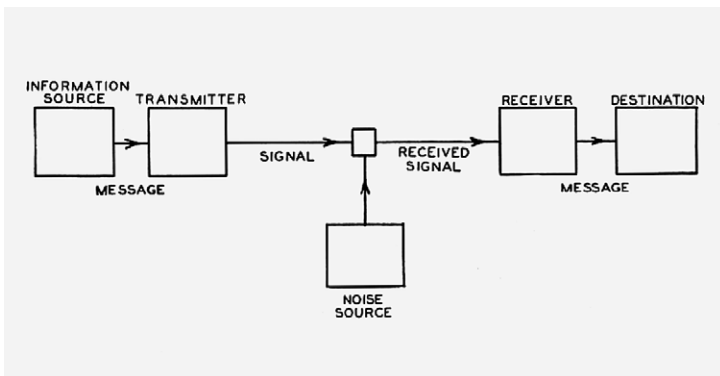 INFORMATION
SOURCE
TRANSMITTER
RECEIVER
DESTINATION
SIGNAL
RECEIVED
SIGNAL
MESSAGE
MESSAGE
NOISE
SOURCE